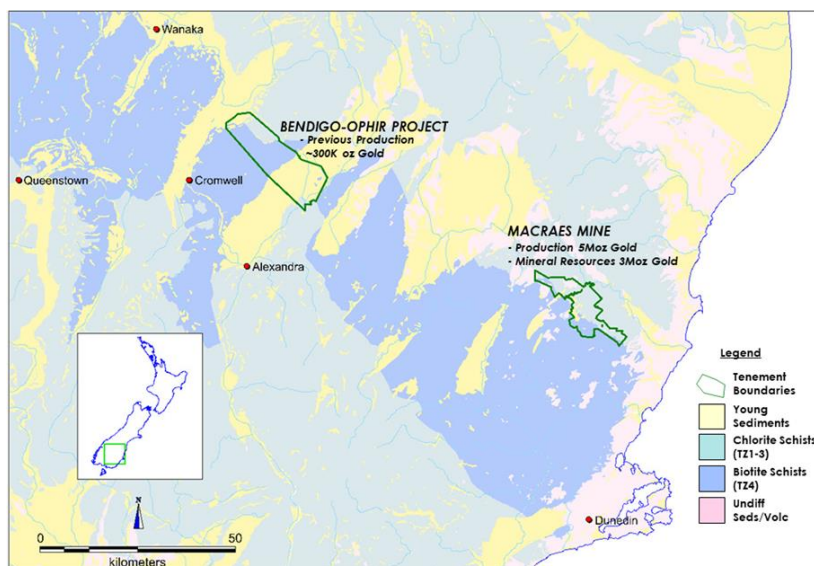 Wanaka
BENDIGO-OPHIR PROJECT
- Previous Production
~300K oz Gold
Queenstown
Cromwell
MACRAES MINE
- Production 5Moz Gold
- Mineral Resources 3Moz Gold
Alexandra
Legend
Tenement
Boundaries
Young
Sediments
Chlorite Schists
(TZ1-3)
Biotite Schists
(TZ4)
Undiff
Seds/Volc
N
Dunedin
0
50
kilometers